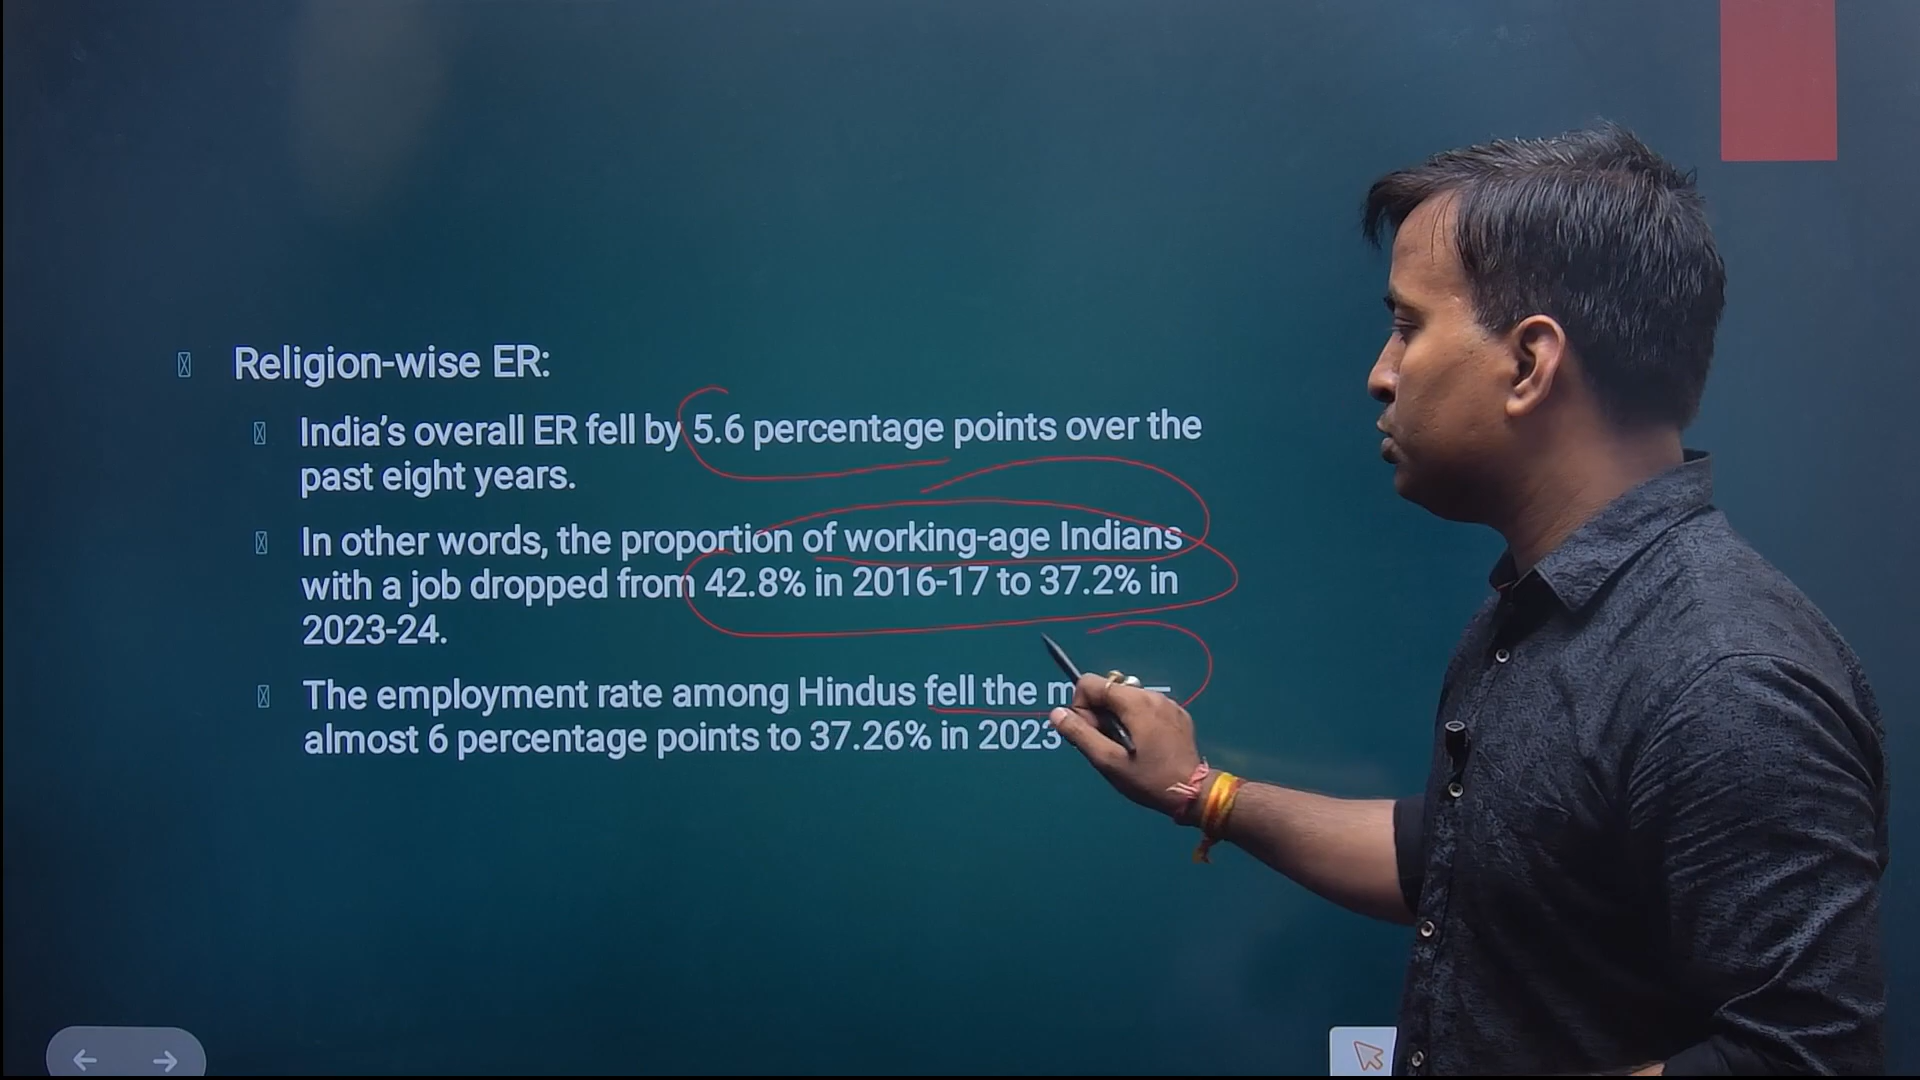 Religion-wise ER:
India's overall ER fell by 5.6 percentage points over the
past eight years.
In other words, the proportion of working-age Indians
with a job dropped from 42.8% in 2016-17 to 37.2% in
2023-24.
The employment rate among Hindus fell the
almost 6 percentage points to 37.26% in 2023